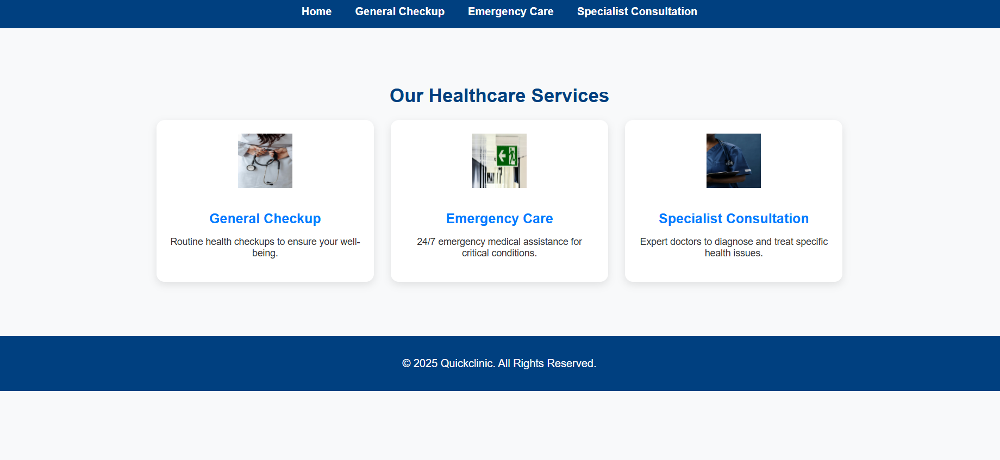 Home General Checkup Emergency Care Specialist Consultation
Our Healthcare Services
General Checkup
Routine health checkups to ensure your well-
being.
Emergency Care
24/7 emergency medical assistance for
critical conditions.
Specialist Consultation
Expert doctors to diagnose and treat specific
health issues.
© 2025 Quickclinic. All Rights Reserved.